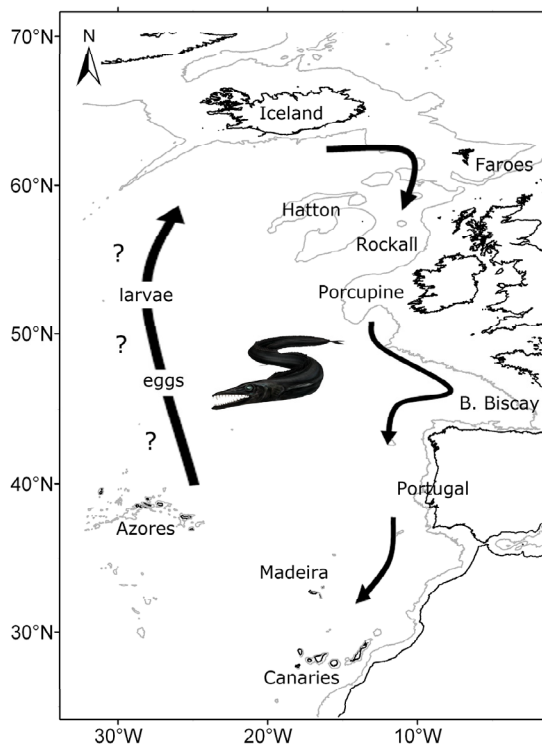 70°N
N
Iceland
60°N
Faroes
Hatton
Rockall
?
larvae
Porcupine
50°N
?
eggs
B. Biscay
?
40°N
Portugal
Azores
Madeira
30°N
Canaries
30°W
20°W
10°W